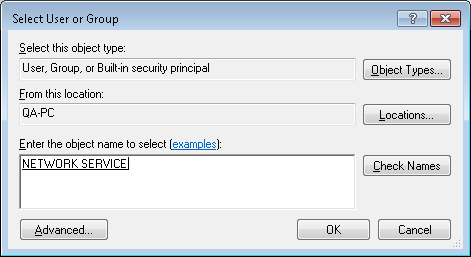 Select User or Group
Select this object type:
User, Group, or Built-in security principal
Object Types...
From this location:
QA-PC
Locations...
Enter the object name to select (examples):
NETWORK SERVICE
Check Names
Advanced...
OK
Cancel